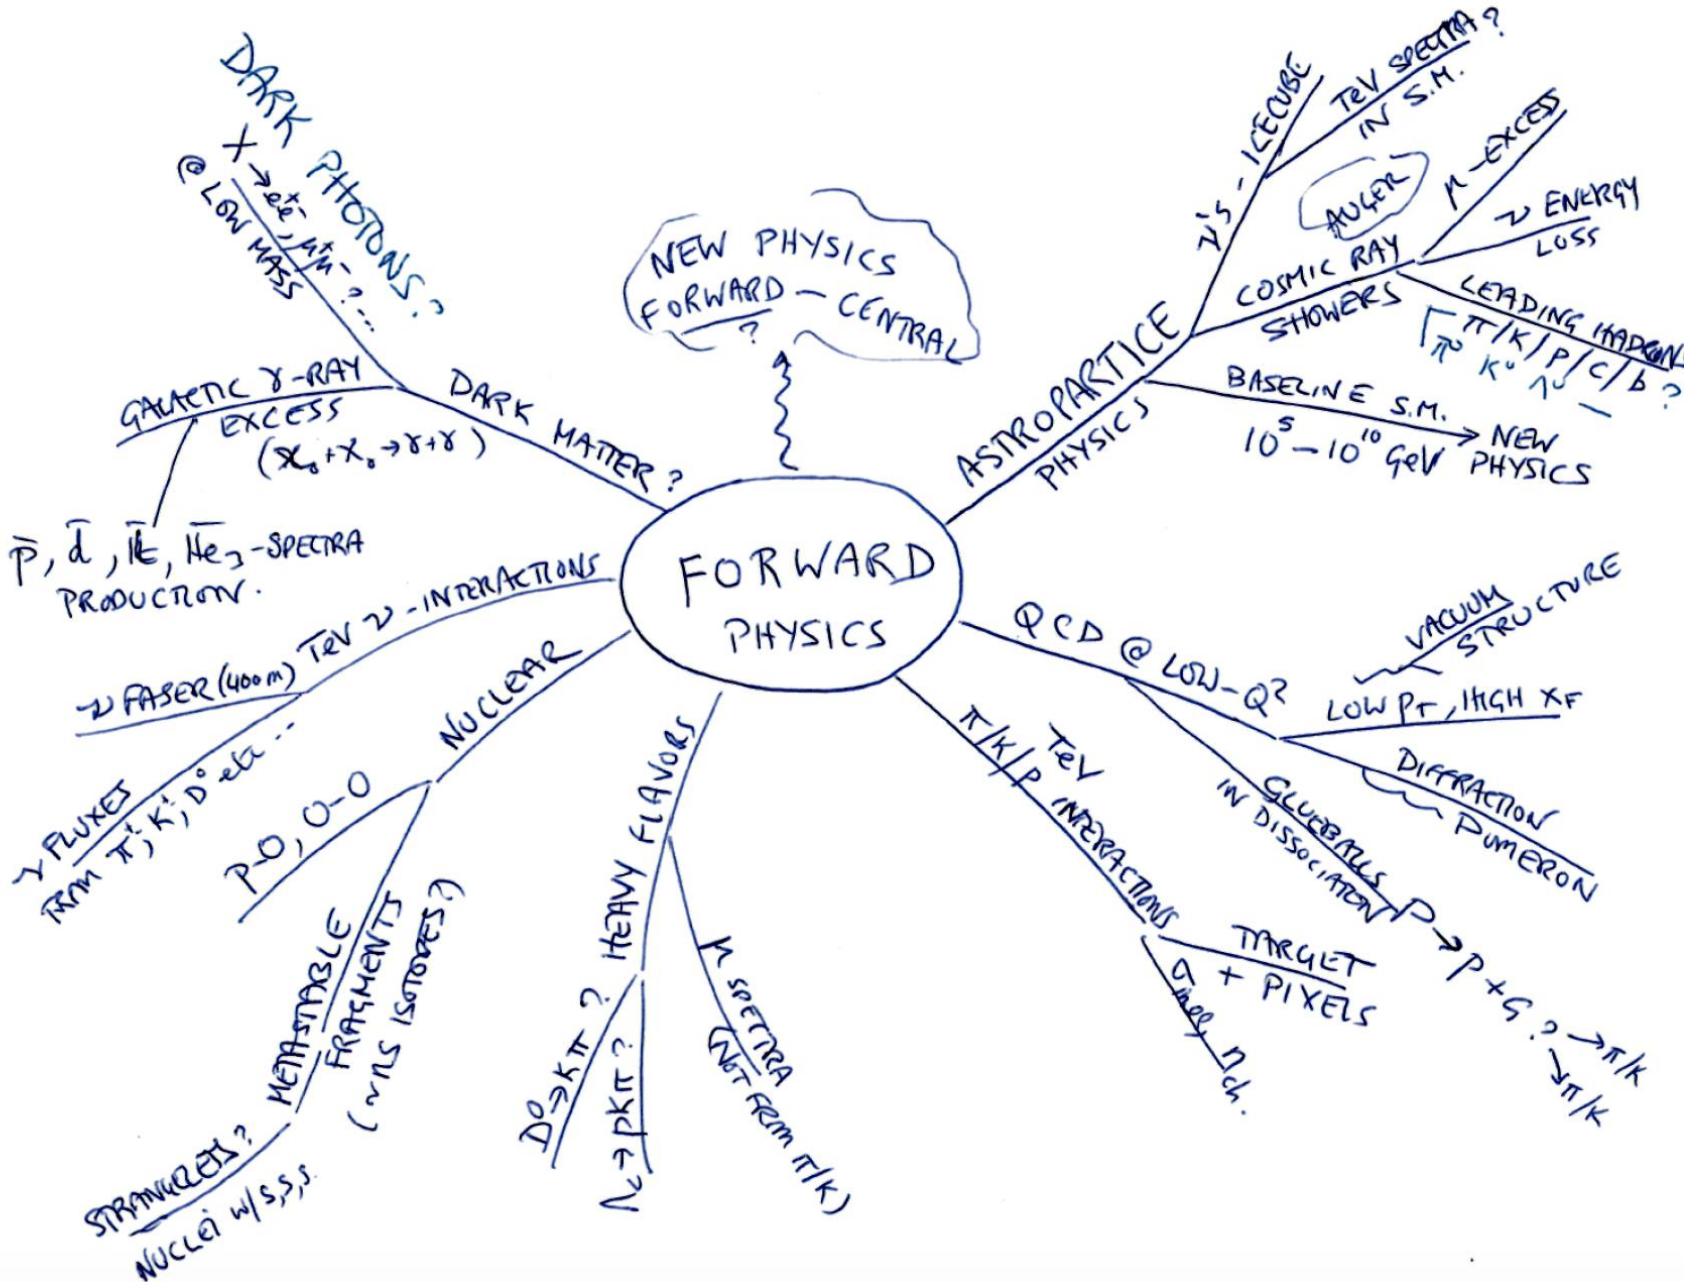 FORWARD
PHYSICS
NEW PHYSICS
FORWARD — CENTRAL
?
ASTROPARTICE
PHYSICS
ν's - ICECUBE
TeV SPECTRA?
IN S.M.
COSMIC RAY
SHOWERS
AUGER
μ - EXCESS
ν ENERGY
LOSS
LEADING HADRONS
π/K/p/c/b ?
π⁰ K⁰ Λ⁰ —
BASELINE S.M.
10⁵ – 10¹⁰ GeV → NEW
PHYSICS
QCD @ LOW-Q²
VACUUM
STRUCTURE
LOW PT, HIGH XF
DIFFRACTION
PUMERON
GLUEBALLS
IN DISSOCIATION
P → P + G ? → π/K
↘ π/K
TeV
π/K/p INTERACTIONS
TARGET
+ PIXELS
σinel, nch.
HEAVY FLAVORS
D⁰→Kπ ?
Λc→pKπ ?
μ SPECTRA
(NOT FROM π/K)
NUCLEAR
P-O, O-O
METASTABLE
FRAGMENTS
(~ns ISOTOPES?)
STRANGELETS?
NUCLEI w/ s,s,s.
TeV ν - INTERACTIONS
ν FASER (400m)
ν FLUXES
FROM π±, K±, D⁰ etc ...
DARK MATTER ?
GALACTIC γ-RAY
EXCESS
(χ₀ + χ₀ → γ + γ)
PRODUCTION.
DARK PHOTONS?
X → e⁺e⁻, μ⁺μ⁻ ? ...
@ LOW MASS